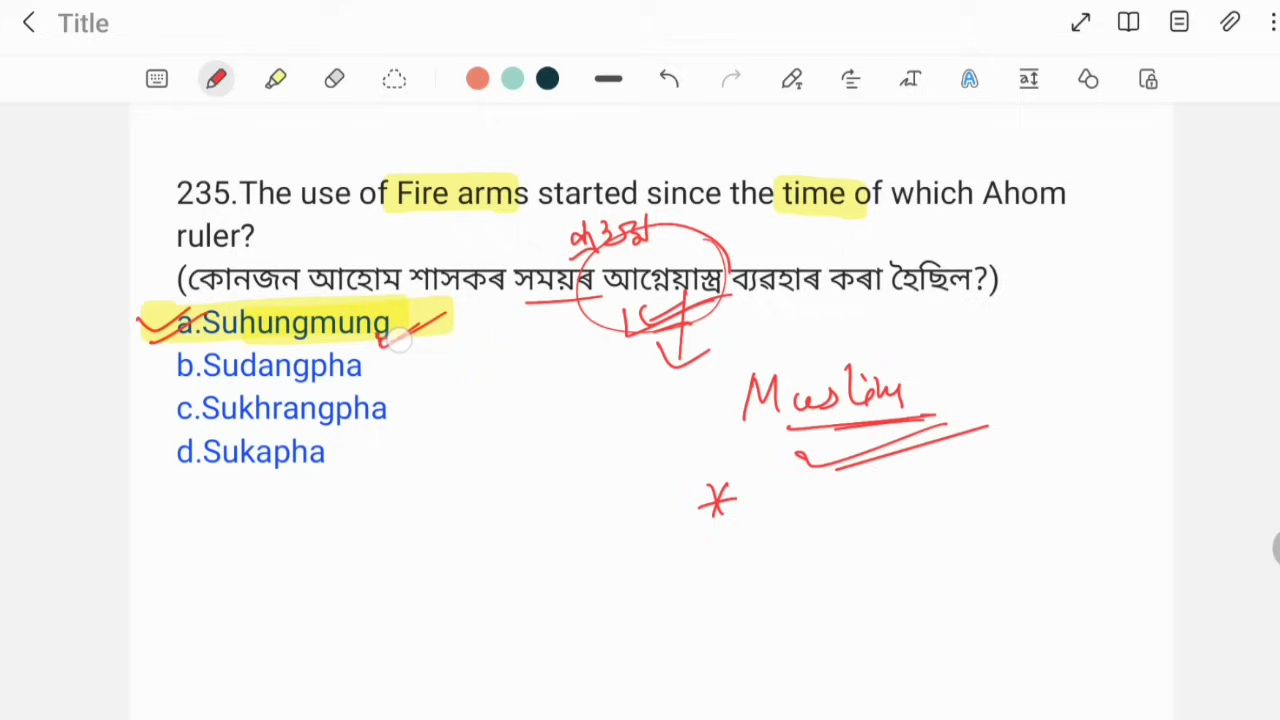 Title
235.The use of Fire arms started since the time of which Ahom
ruler?
(কোনজন আহোম শাসকৰ সময়ৰ আগ্নেয়াস্ত্ৰ ব্যৱহাৰ কৰা হৈছিল?)
a.Suhungmung
b.Sudangpha
c.Sukhrangpha
d.Sukapha
Muslim